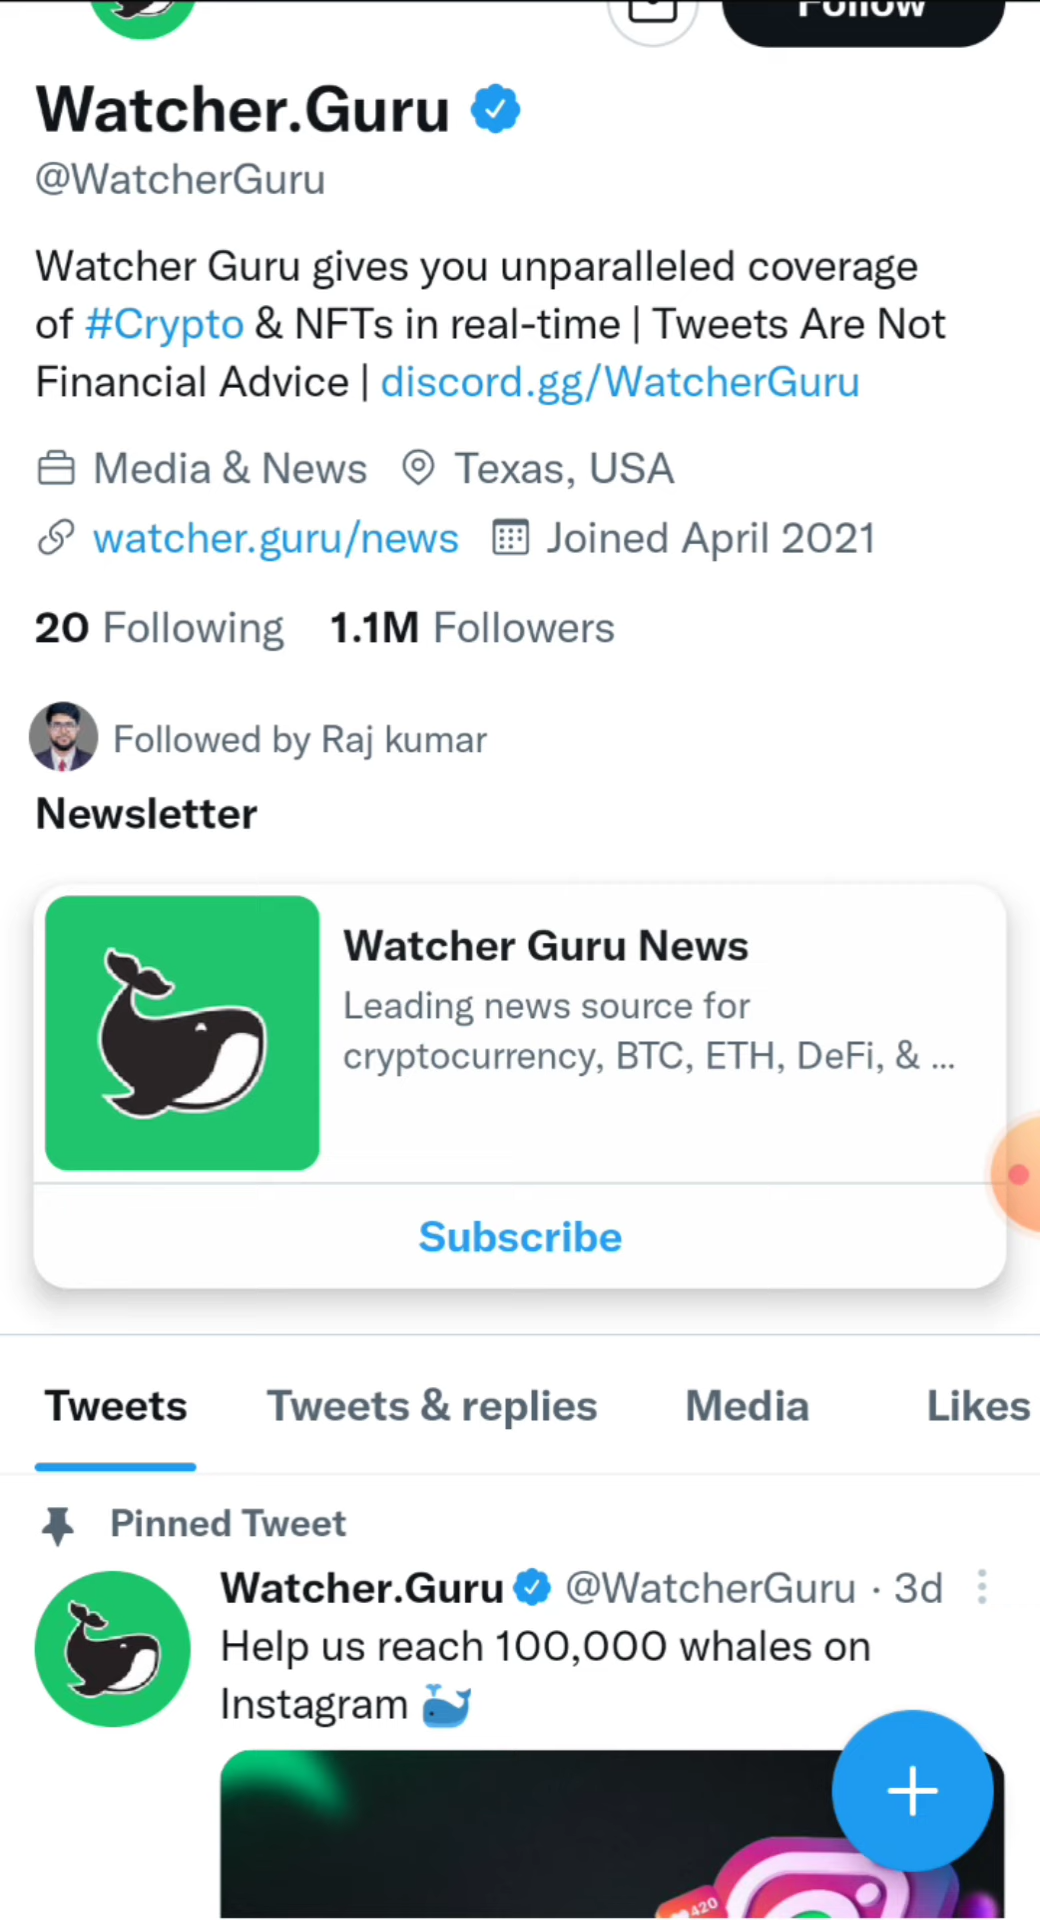 Follow
Watcher.Guru
@WatcherGuru
Watcher Guru gives you unparalleled coverage
of #Crypto & NFTs in real-time | Tweets Are Not
Financial Advice | discord.gg/WatcherGuru
Media & News Texas, USA
watcher.guru/news Joined April 2021
20 Following 1.1M Followers
Followed by Raj kumar
Newsletter
Watcher Guru News
Leading news source for
cryptocurrency, BTC, ETH, DeFi, & ...
Subscribe
Tweets Tweets & replies Media Likes
Pinned Tweet
Watcher.Guru @WatcherGuru · 3d
Help us reach 100,000 whales on
Instagram
420